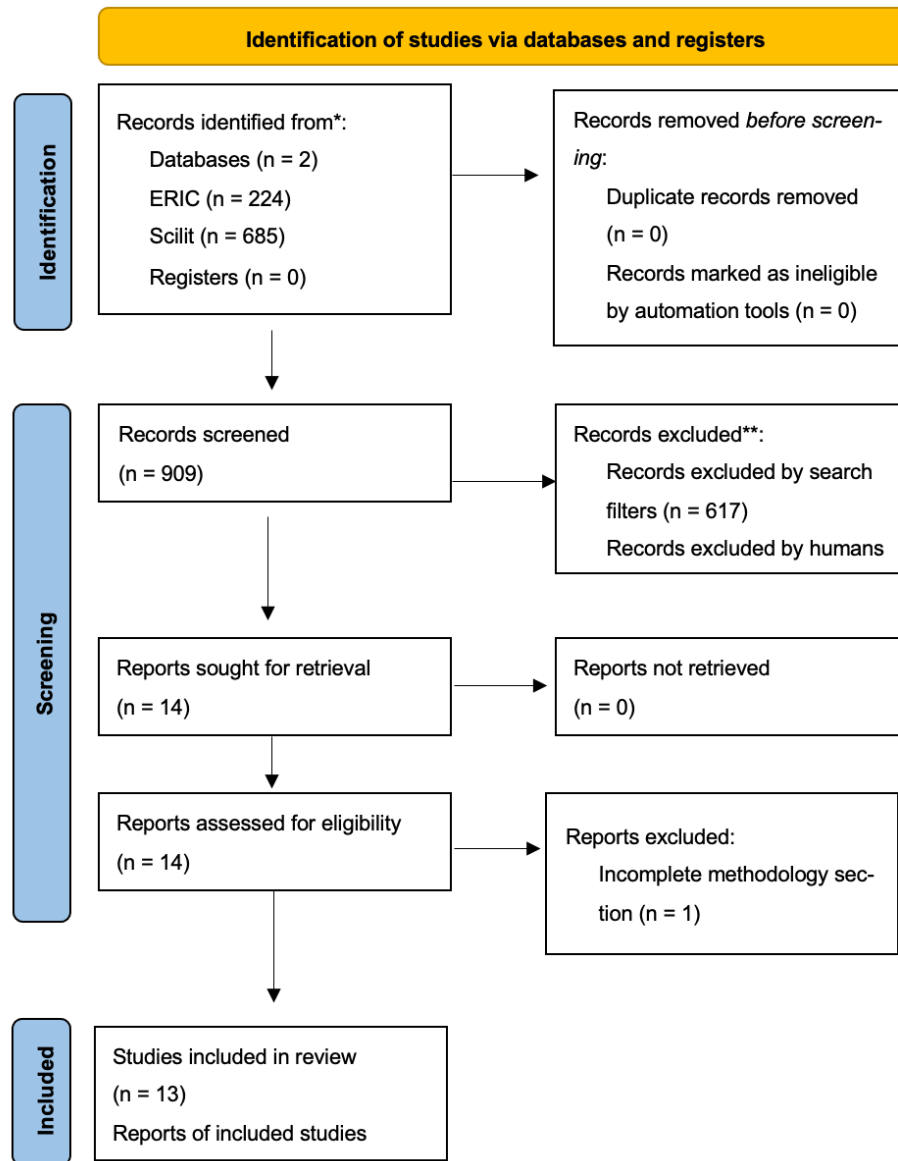 Identification of studies via databases and registers
Identification
Records identified from*:
Databases (n = 2)
ERIC (n = 224)
Scilit (n = 685)
Registers (n = 0)
Records removed before screen-
ing:
Duplicate records removed
(n = 0)
Records marked as ineligible
by automation tools (n = 0)
Screening
Records screened
(n = 909)
Records excluded**:
Records excluded by search
filters (n = 617)
Records excluded by humans
Reports sought for retrieval
(n = 14)
Reports not retrieved
(n = 0)
Reports assessed for eligibility
(n = 14)
Reports excluded:
Incomplete methodology sec-
tion (n = 1)
Included
Studies included in review
(n = 13)
Reports of included studies